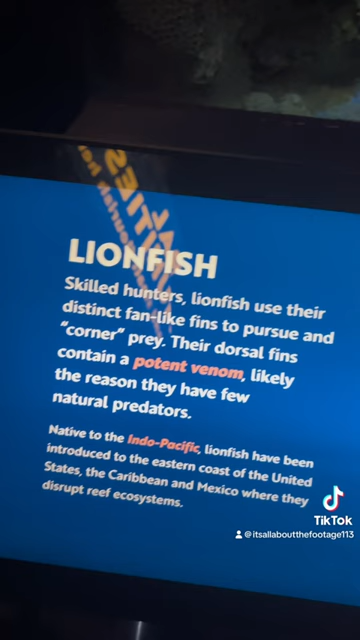 LIONFISH
Skilled hunters, lionfish use their
distinct fan-like fins to pursue and
“corner” prey. Their dorsal fins
contain a potent venom, likely
the reason they have few
natural predators.
Native to the Indo-Pacific, lionfish have been
introduced to the eastern coast of the United
States, the Caribbean and Mexico where they
disrupt reef ecosystems.
TikTok
@itsallaboutthefootage113